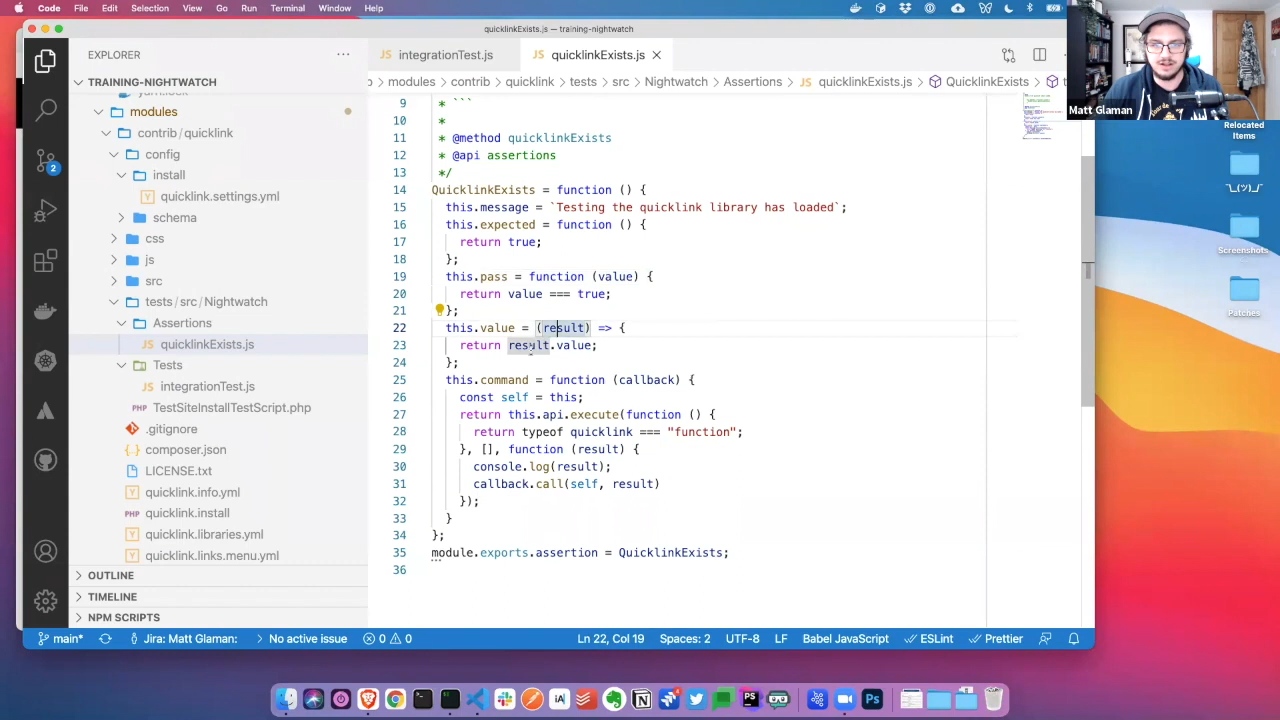 Code File Edit Selection View Go Run Terminal Window Help
quicklinkExists.js — training-nightwatch
EXPLORER
TRAINING-NIGHTWATCH
yarn.lock
modules
contrib / quicklink
config
install
quicklink.settings.yml
schema
css
js
src
tests/src/Nightwatch
Assertions
quicklinkExists.js
Tests
integrationTest.js
TestSiteInstallTestScript.php
.gitignore
composer.json
LICENSE.txt
quicklink.info.yml
quicklink.install
quicklink.libraries.yml
quicklink.links.menu.yml
OUTLINE
TIMELINE
NPM SCRIPTS
2
JS integrationTest.js JS quicklinkExists.js
modules > contrib > quicklink > tests > src > Nightwatch > Assertions > JS quicklinkExists.js > QuicklinkExists >
9 * ```
10 *
11 * @method quicklinkExists
12 * @api assertions
13 */
14 QuicklinkExists = function () {
15 this.message = `Testing the quicklink library has loaded`;
16 this.expected = function () {
17 return true;
18 };
19 this.pass = function (value) {
20 return value === true;
21 };
22 this.value = (result) => {
23 return result.value;
24 };
25 this.command = function (callback) {
26 const self = this;
27 return this.api.execute(function () {
28 return typeof quicklink === "function";
29 }, [], function (result) {
30 console.log(result);
31 callback.call(self, result)
32 });
33 }
34 };
35 module.exports.assertion = QuicklinkExists;
36
main* Jira: Matt Glaman: No active issue 0 0 Ln 22, Col 19 Spaces: 2 UTF-8 LF Babel JavaScript ESLint Prettier
Matt Glaman
Relocated
Items
¯\_(ツ)_/¯
Screenshots
Patches